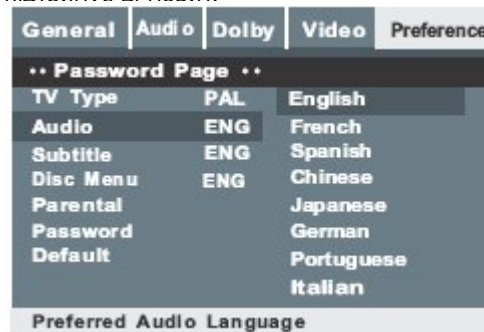 General Audio Dolby Video Preference
•• Password Page ••
TV Type PAL English
Audio ENG French
Subtitle ENG Spanish
Disc Menu ENG Chinese
Parental Japanese
Password German
Default Portuguese
Italian
Preferred Audio Language